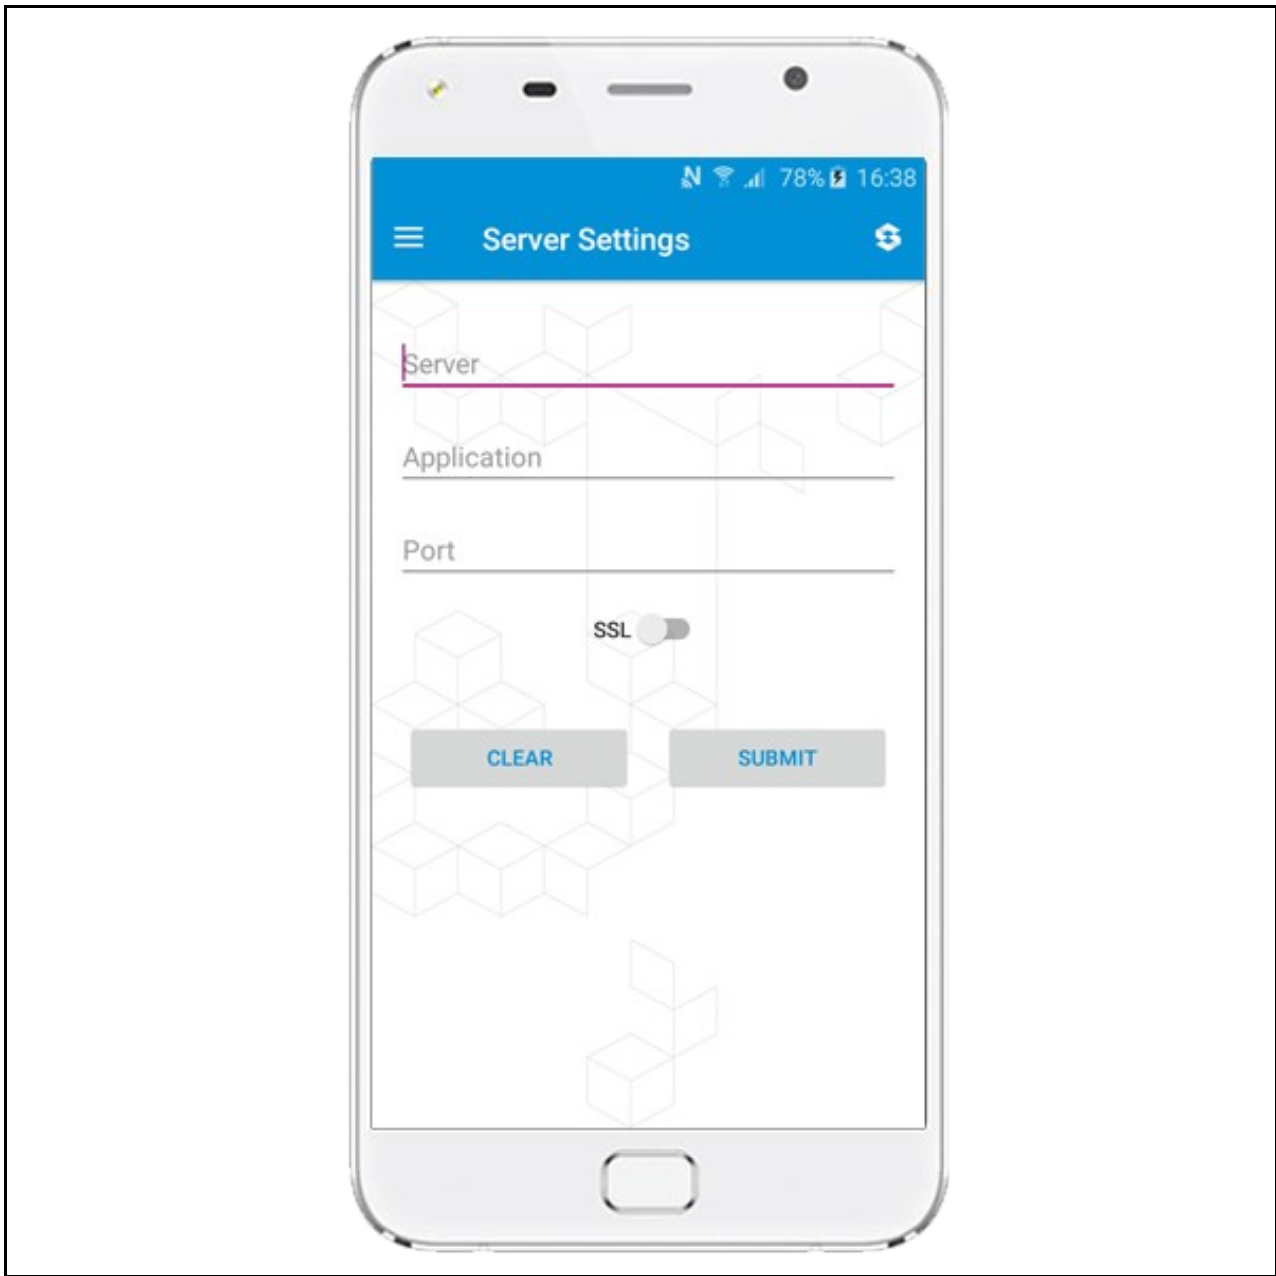 78% 16:38
Server Settings
Server
Application
Port
SSL
CLEAR SUBMIT